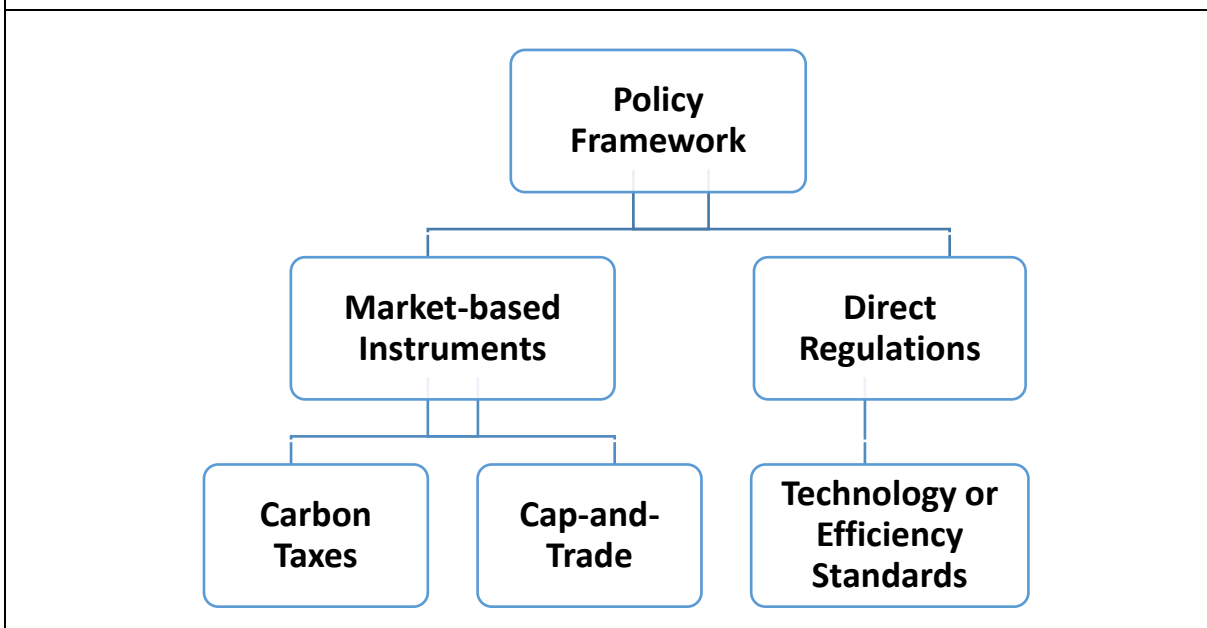 Policy
Framework
Market-based
Instruments
Direct
Regulations
Carbon
Taxes
Cap-and-
Trade
Technology or
Efficiency
Standards